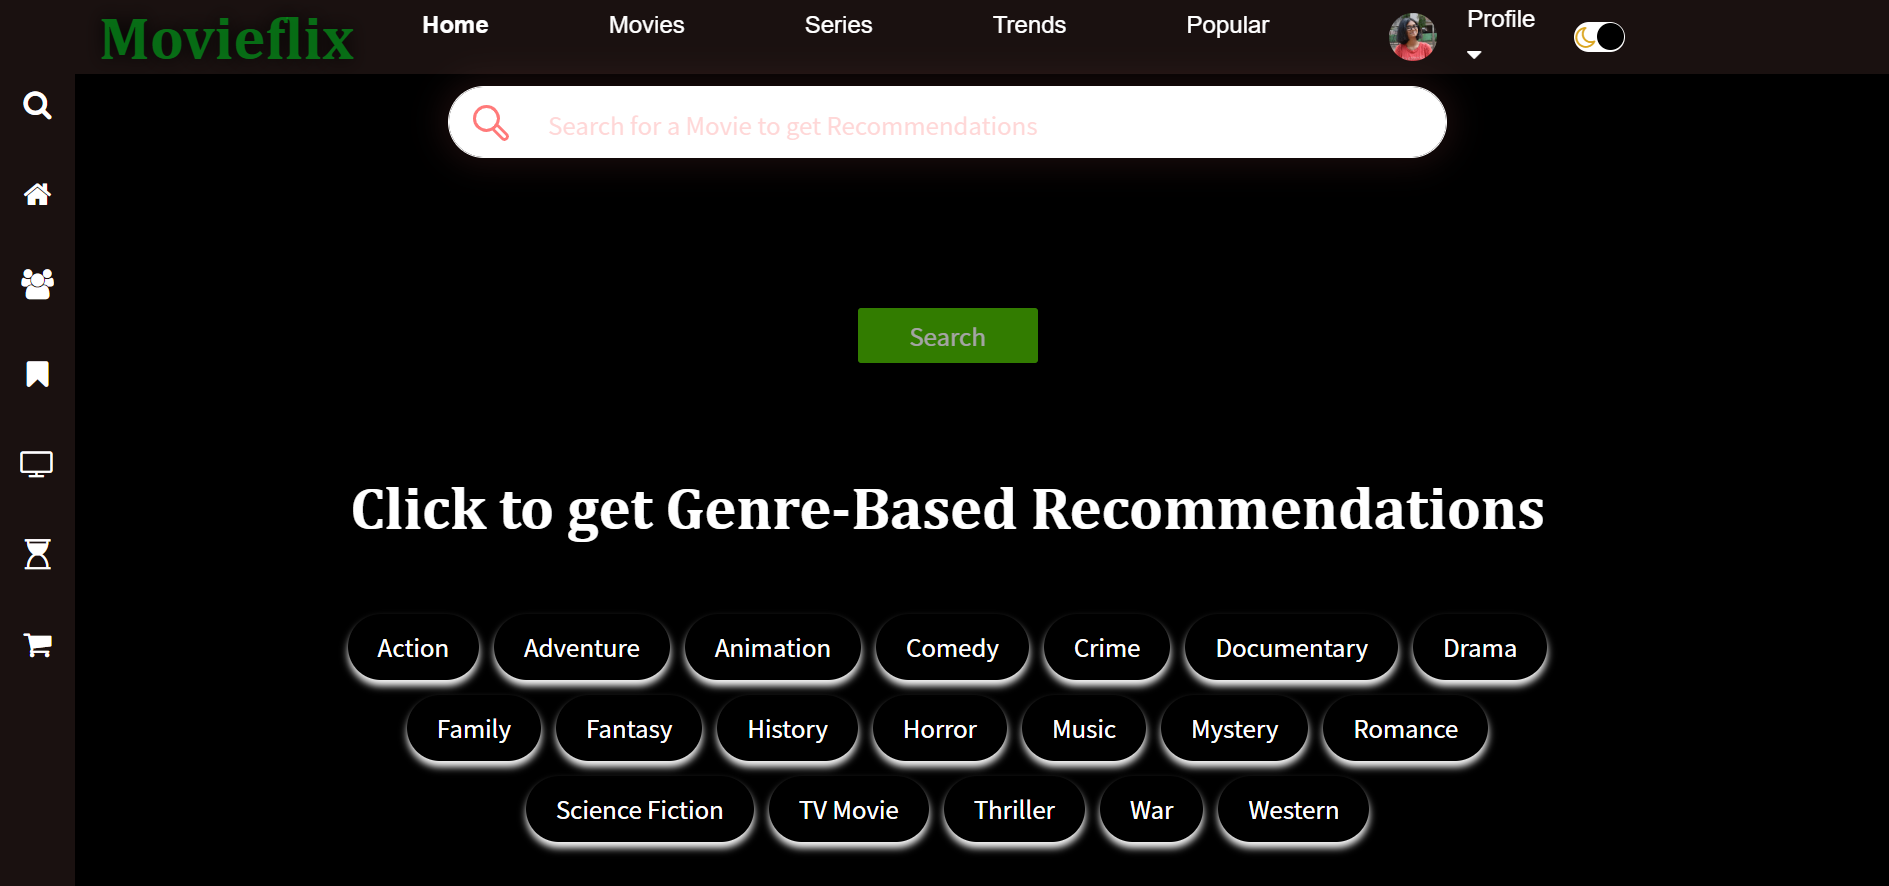 Movieflix Home Movies Series Trends Popular Profile
Search for a Movie to get Recommendations
Search
Click to get Genre-Based Recommendations
Action Adventure Animation Comedy Crime Documentary Drama
Family Fantasy History Horror Music Mystery Romance
Science Fiction TV Movie Thriller War Western